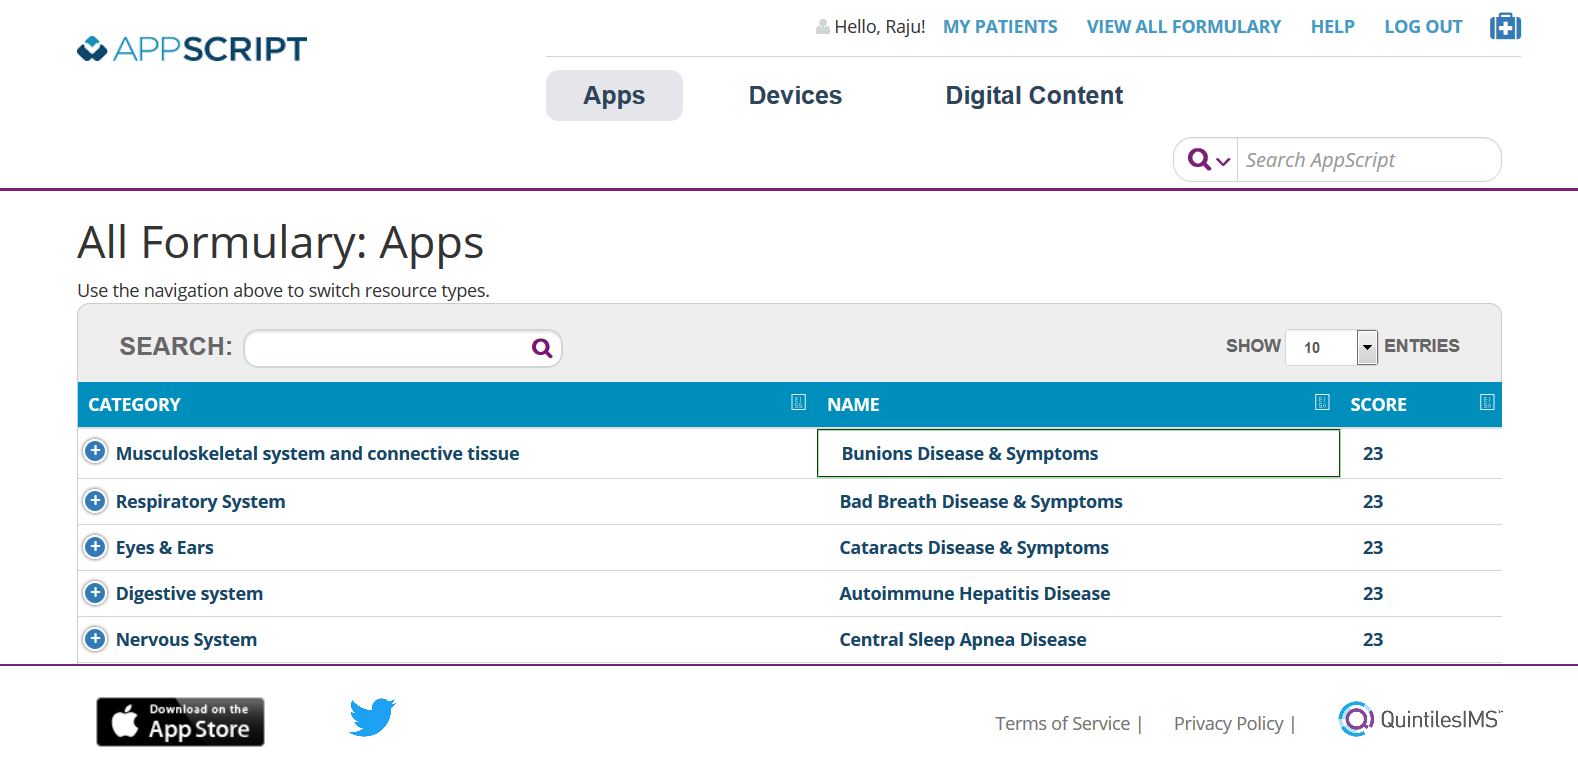 APPSCRIPT
Hello, Raju! MY PATIENTS VIEW ALL FORMULARY HELP LOG OUT
Apps Devices Digital Content
Search AppScript
All Formulary: Apps
Use the navigation above to switch resource types.
SEARCH: SHOW 10 ENTRIES
CATEGORY NAME SCORE
Musculoskeletal system and connective tissue Bunions Disease & Symptoms 23
Respiratory System Bad Breath Disease & Symptoms 23
Eyes & Ears Cataracts Disease & Symptoms 23
Digestive system Autoimmune Hepatitis Disease 23
Nervous System Central Sleep Apnea Disease 23
Download on the
App Store
Terms of Service | Privacy Policy | QuintilesIMS™